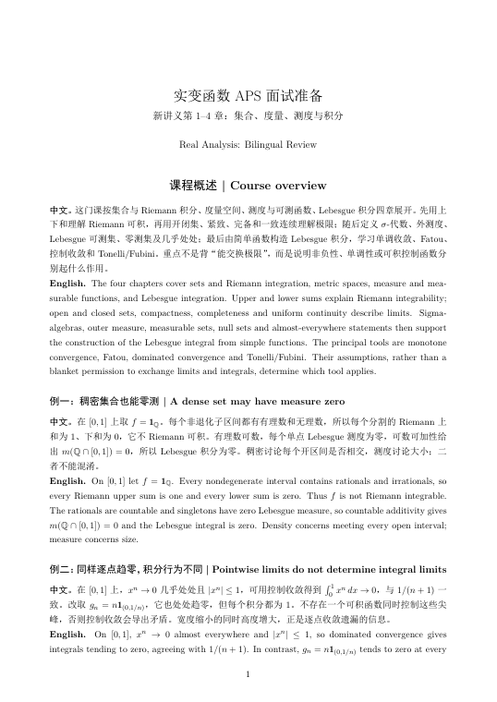 实变函数 APS 面试准备
新讲义第 1–4 章：集合、度量、测度与积分
Real Analysis: Bilingual Review
课程概述 | Course overview
中文。这门课按集合与 Riemann 积分、度量空间、测度与可测函数、Lebesgue 积分四章展开。先用上
下和理解 Riemann 可积，再用开闭集、紧致、完备和一致连续理解极限；随后定义 σ-代数、外测度、
Lebesgue 可测集、零测集及几乎处处；最后由简单函数构造 Lebesgue 积分，学习单调收敛、Fatou、
控制收敛和 Tonelli/Fubini。重点不是背“能交换极限”，而是说明非负性、单调性或可积控制函数分
别起什么作用。
English. The four chapters cover sets and Riemann integration, metric spaces, measure and mea-
surable functions, and Lebesgue integration. Upper and lower sums explain Riemann integrability;
open and closed sets, compactness, completeness and uniform continuity describe limits. Sigma-
algebras, outer measure, measurable sets, null sets and almost-everywhere statements then support
the construction of the Lebesgue integral from simple functions. The principal tools are monotone
convergence, Fatou, dominated convergence and Tonelli/Fubini. Their assumptions, rather than a
blanket permission to exchange limits and integrals, determine which tool applies.
例一：稠密集合也能零测 | A dense set may have measure zero
中文。在 [0, 1] 上取 f = 𝟏_ℚ。每个非退化子区间都有有理数和无理数，所以每个分割的 Riemann 上
和为 1、下和为 0，它不 Riemann 可积。有理数可数，每个单点 Lebesgue 测度为零，可数可加性给
出 m(ℚ ∩ [0, 1]) = 0，所以 Lebesgue 积分为零。稠密讨论每个开区间是否相交，测度讨论大小；二
者不能混淆。
English. On [0, 1] let f = 𝟏_ℚ. Every nondegenerate interval contains rationals and irrationals, so
every Riemann upper sum is one and every lower sum is zero. Thus f is not Riemann integrable.
The rationals are countable and singletons have zero Lebesgue measure, so countable additivity gives
m(ℚ ∩ [0, 1]) = 0 and the Lebesgue integral is zero. Density concerns meeting every open interval;
measure concerns size.
例二：同样逐点趋零，积分行为不同 | Pointwise limits do not determine integral limits
中文。在 [0, 1] 上，xⁿ → 0 几乎处处且 |xⁿ| ≤ 1，可用控制收敛得到 ∫₀¹ xⁿ dx → 0，与 1/(n + 1) 一
致。改取 gₙ = n𝟏_(0,1/n)，它也处处趋零，但每个积分都为 1。不存在一个可积函数同时控制这些尖
峰，否则控制收敛会导出矛盾。宽度缩小的同时高度增大，正是逐点收敛遗漏的信息。
English. On [0, 1], xⁿ → 0 almost everywhere and |xⁿ| ≤ 1, so dominated convergence gives
integrals tending to zero, agreeing with 1/(n + 1). In contrast, gₙ = n𝟏_(0,1/n) tends to zero at every
1